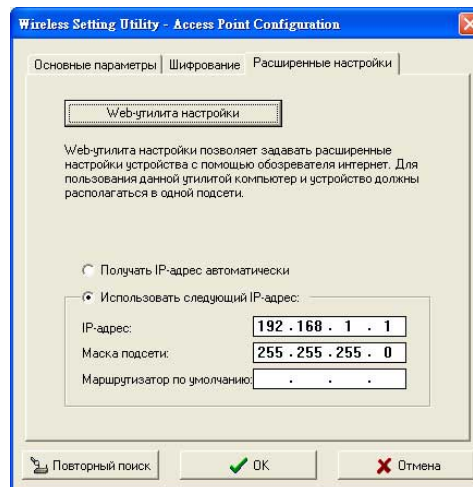 Wireless Setting Utility - Access Point Configuration
Основные параметры Шифрование Расширенные настройки
Web-утилита настройки
Web-утилита настройки позволяет задавать расширенные
настройки устройства с помощью обозревателя интернет. Для
пользования данной утилитой компьютер и устройство должны
располагаться в одной подсети.
Получать IP-адрес автоматически
Использовать следующий IP-адрес:
IP-адрес: 192 . 168 . 1 . 1
Маска подсети: 255 . 255 . 255 . 0
Маршрутизатор по умолчанию: . . .
Повторный поиск OK Отмена